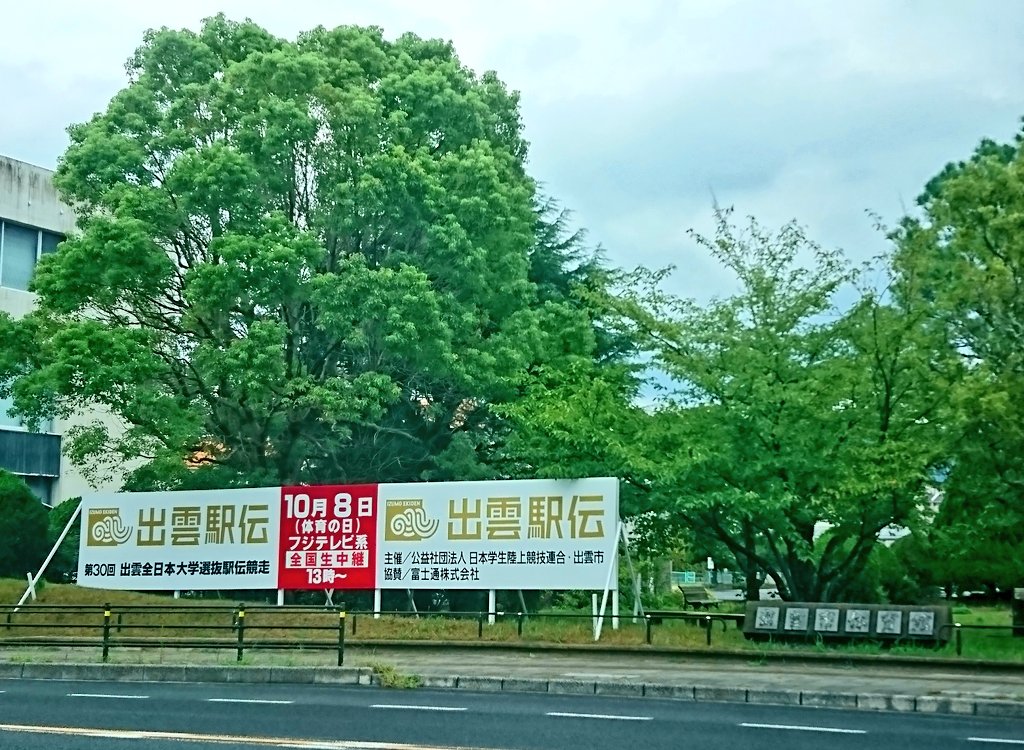 IZUMO EKIDEN
出雲駅伝
第30回 出雲全日本大学選抜駅伝競走
10月8日
(体育の日)
フジテレビ系
全国生中継
13時〜
IZUMO EKIDEN
出雲駅伝
主催／公益社団法人 日本学生陸上競技連合・出雲市
協賛／富士通株式会社